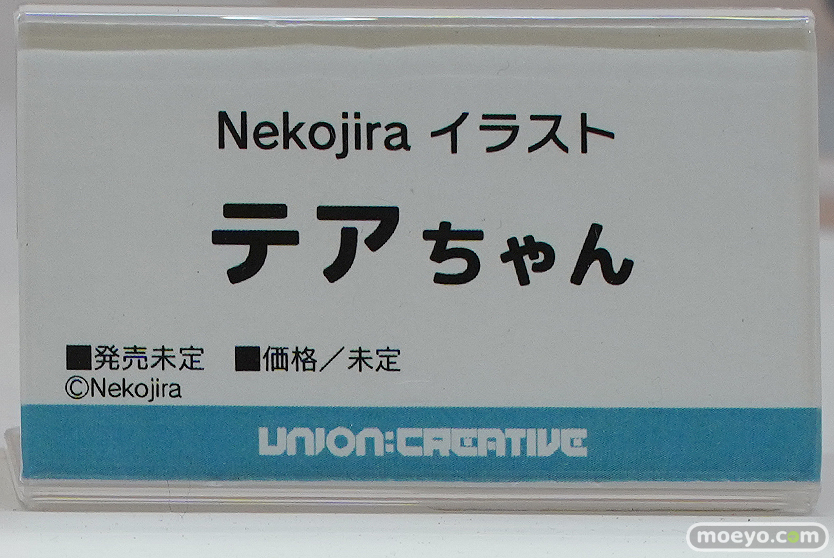 Nekojira イラスト
テアちゃん
■発売未定 ■価格／未定
©Nekojira
UNION:CREATIVE
moeyo.com